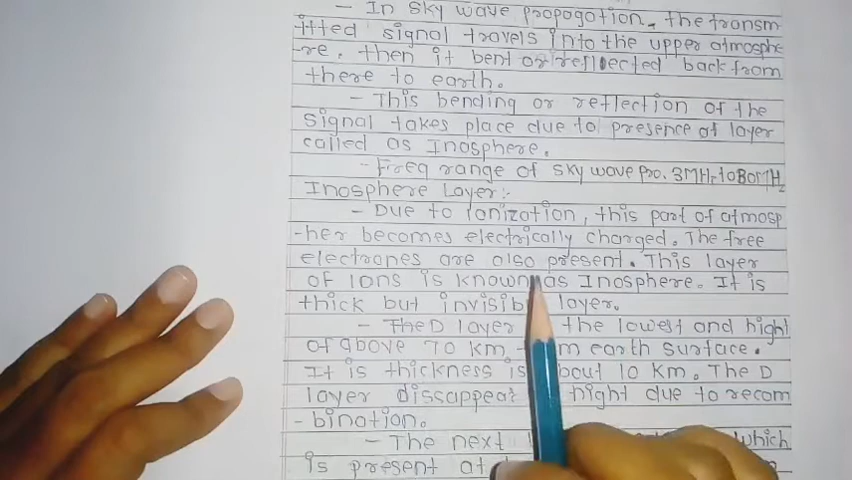 - In sky wave propogotion, the transm
itted signal travels into the upper atmosphe
-re, then it bent or reflected back from
there to earth.
- This bending or reflection of the
signal takes place due to presence of layer
called as Inosphere.
- Freq range of sky wave pro. 3MHz to 30MHz
Inosphere Layer:-
- Due to Ionization, this part of atmosp
-her becomes electrically charged. The free
electrones are also present. This layer
of Ions is known as Inosphere. It is
thick but invisib layer.
- The D layer the lowest and hight
of above 70 km earth surface.
It is thickness is bout 10 km. The D
layer dissappear night due to recom
- bination.
- The next which
is present at